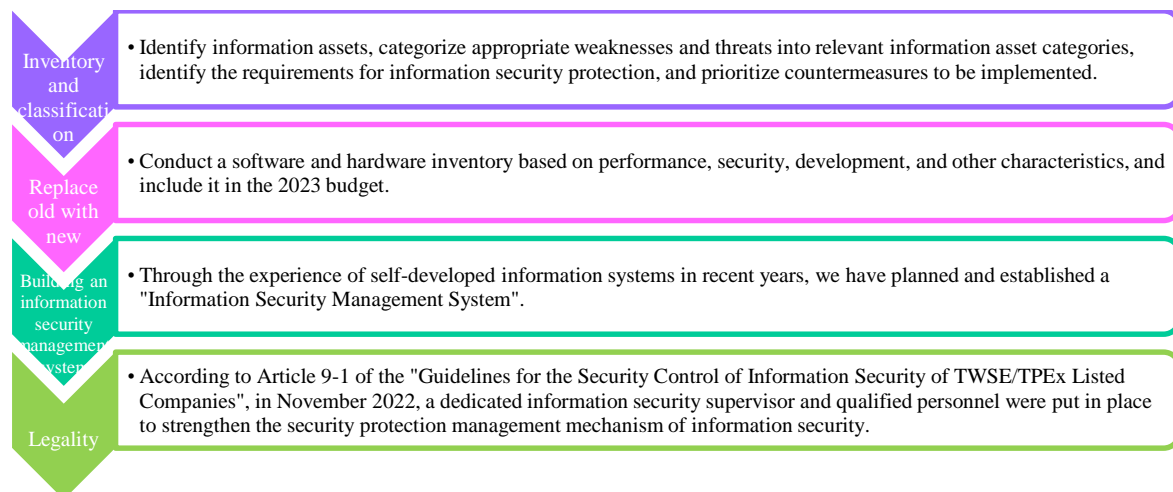 Inventory
and
classificati
on
• Identify information assets, categorize appropriate weaknesses and threats into relevant information asset categories,
identify the requirements for information security protection, and prioritize countermeasures to be implemented.
Replace
old with
new
• Conduct a software and hardware inventory based on performance, security, development, and other characteristics, and
include it in the 2023 budget.
Building an
information
security
management
system
• Through the experience of self-developed information systems in recent years, we have planned and established a
"Information Security Management System".
Legality
• According to Article 9-1 of the "Guidelines for the Security Control of Information Security of TWSE/TPEx Listed
Companies", in November 2022, a dedicated information security supervisor and qualified personnel were put in place
to strengthen the security protection management mechanism of information security.